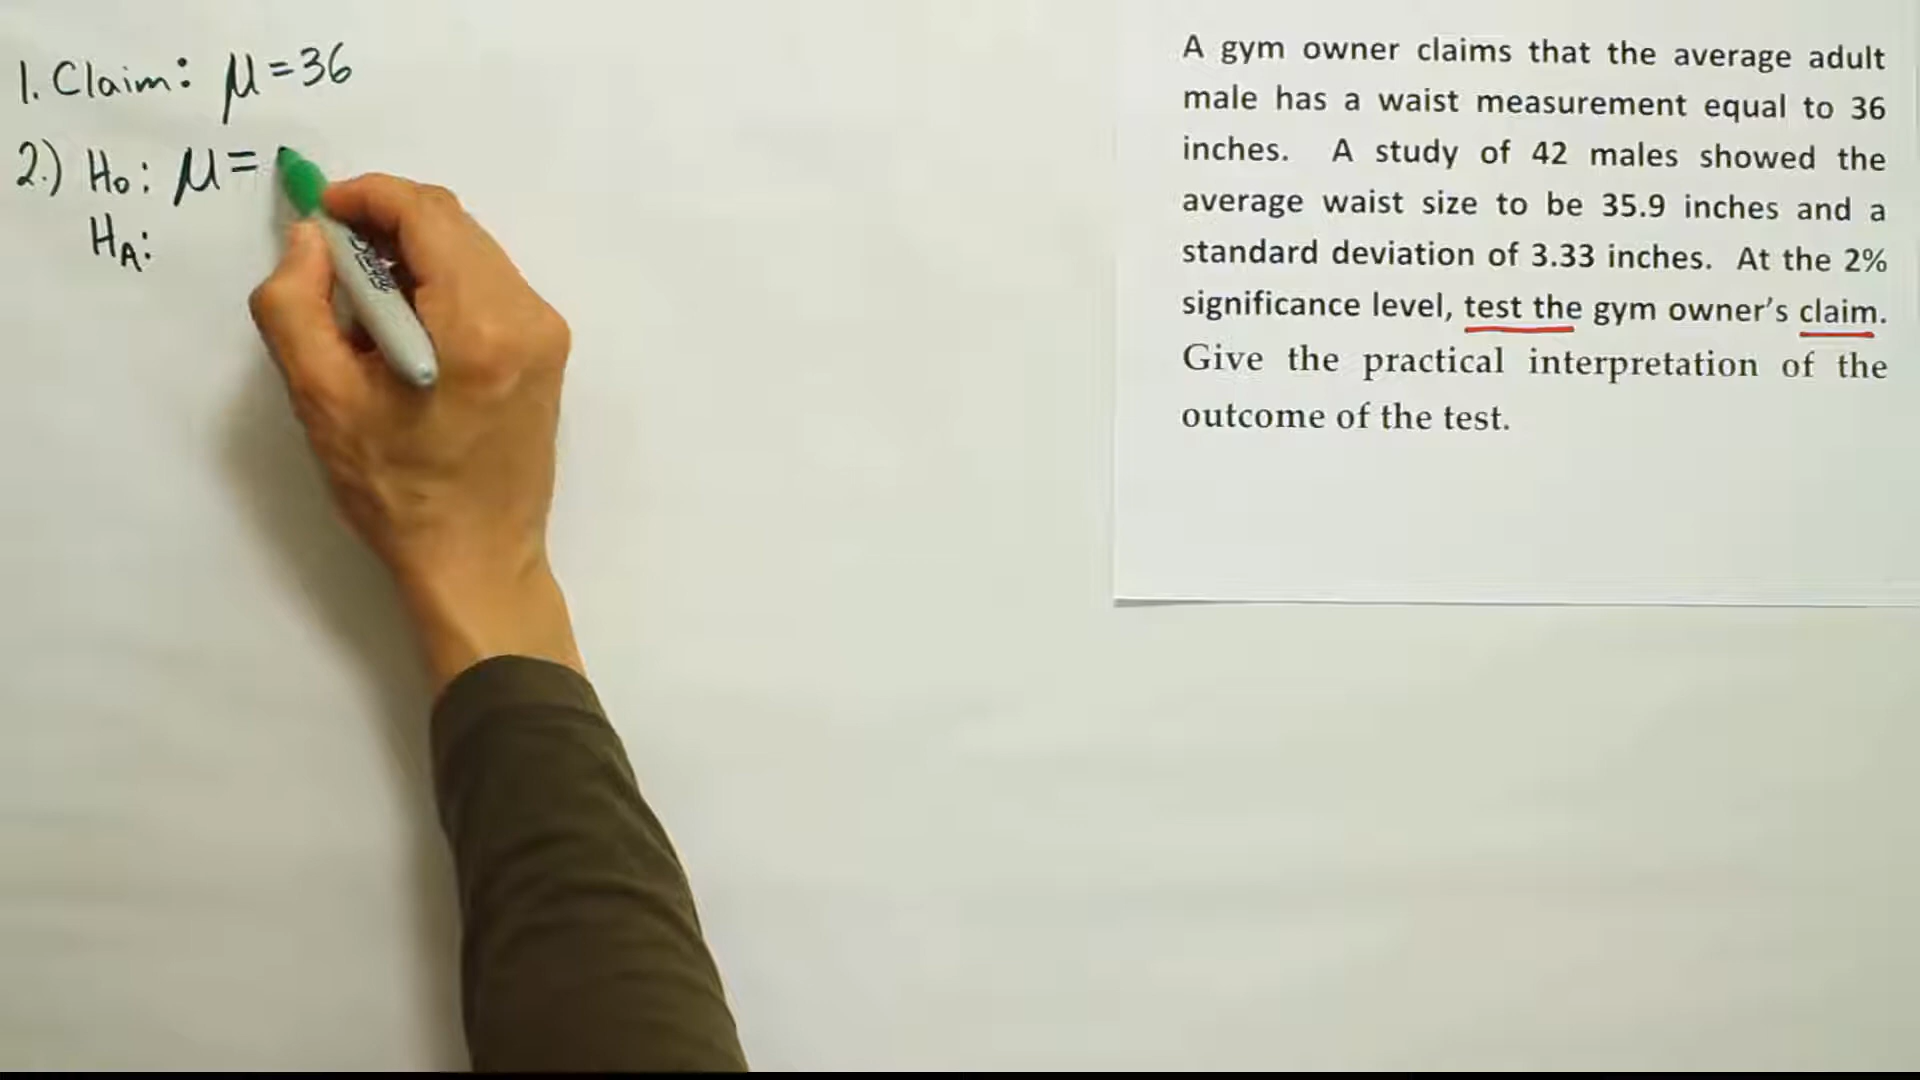 1. Claim: μ = 36
2.) H₀: μ =
Hₐ:
A gym owner claims that the average adult
male has a waist measurement equal to 36
inches. A study of 42 males showed the
average waist size to be 35.9 inches and a
standard deviation of 3.33 inches. At the 2%
significance level, test the gym owner's claim.
Give the practical interpretation of the
outcome of the test.